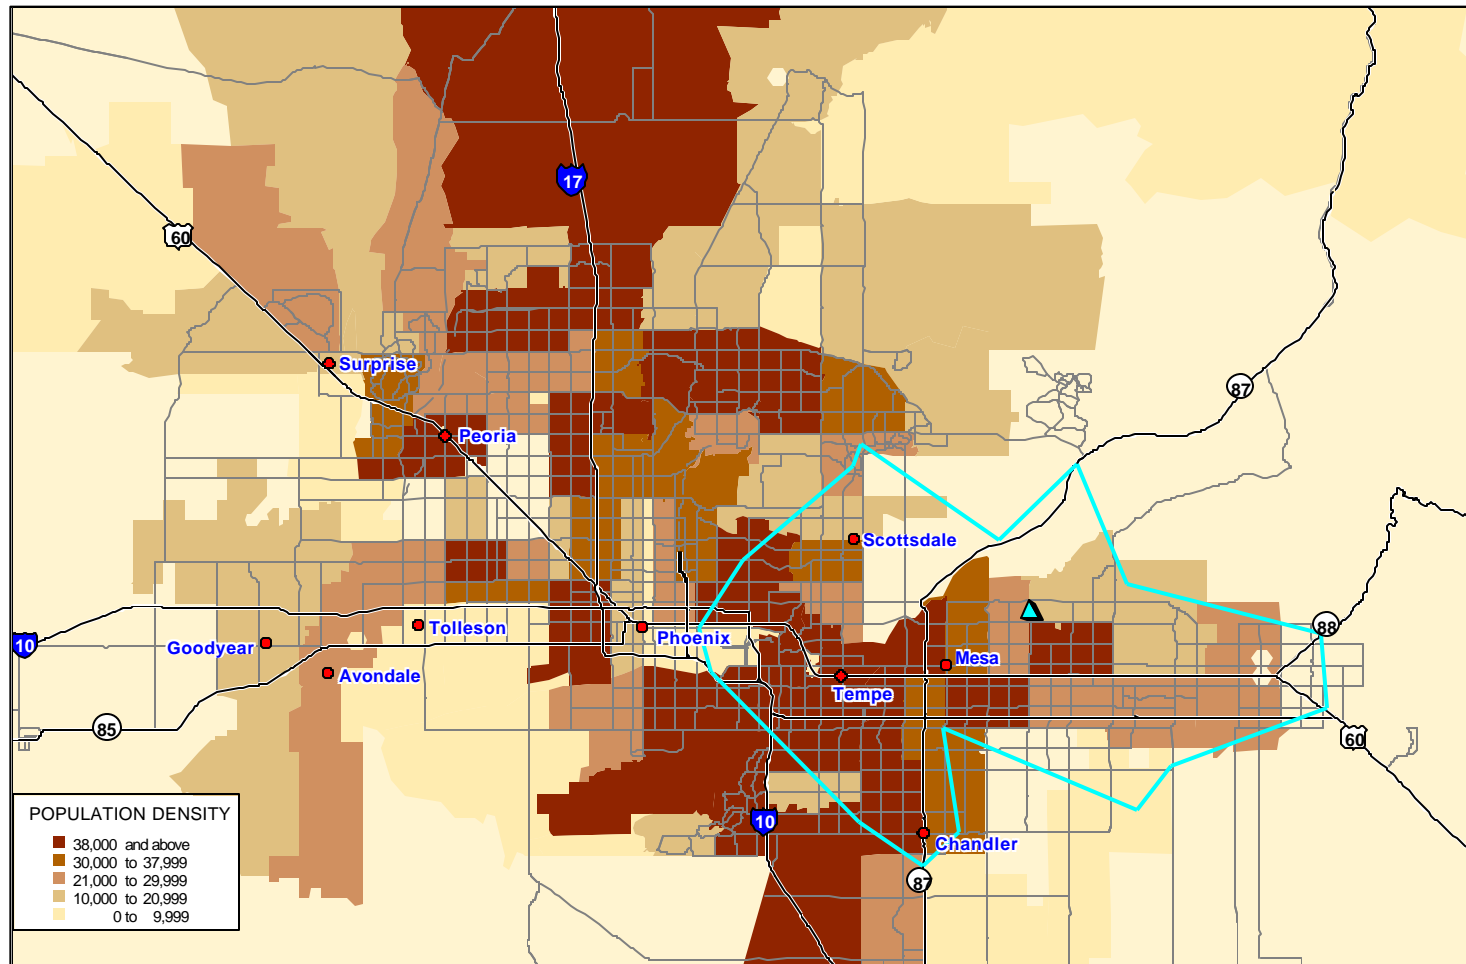 17
60
87
Surprise
Peoria
Scottsdale
88
Tolleson
Phoenix
10
Goodyear
Mesa
Avondale
Tempe
85
60
POPULATION DENSITY
10
38,000 and above
Chandler
30,000 to 37,999
21,000 to 29,999
87
10,000 to 20,999
0 to 9,999